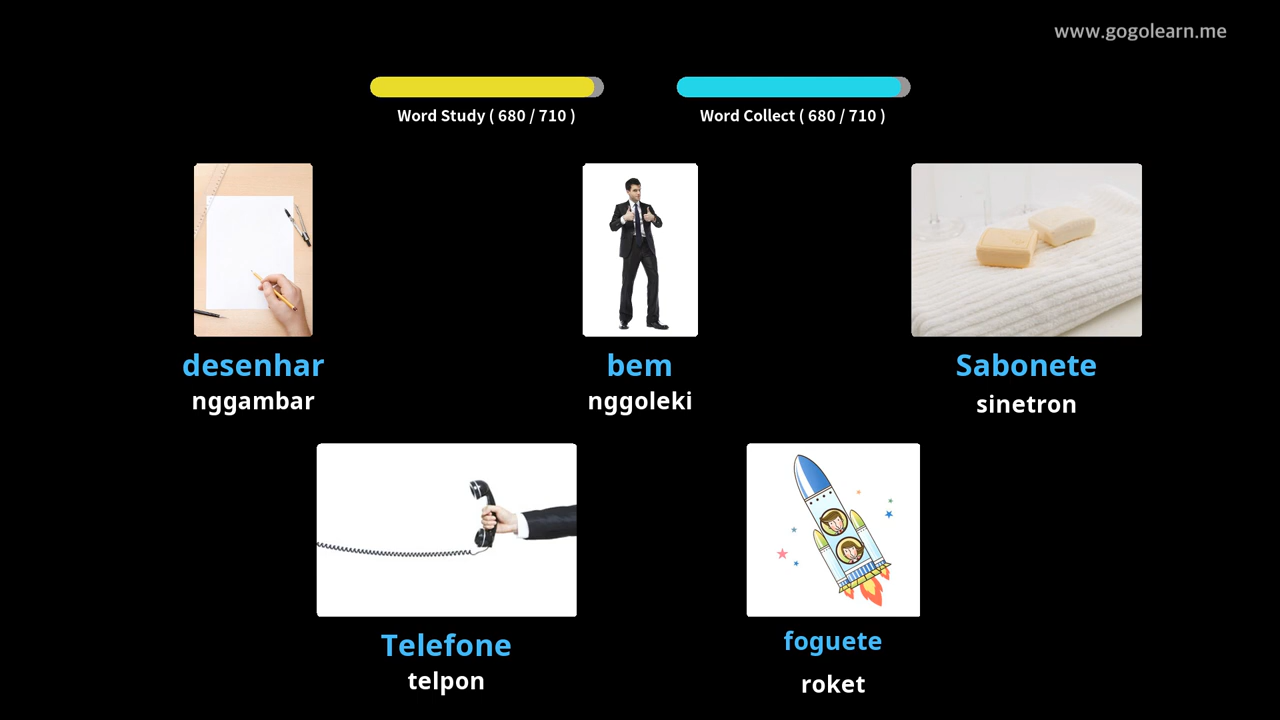 www.gogolearn.me
Word Study ( 680 / 710 )
Word Collect ( 680 / 710 )
desenhar
nggambar
bem
nggoleki
Sabonete
sinetron
Telefone
telpon
foguete
roket